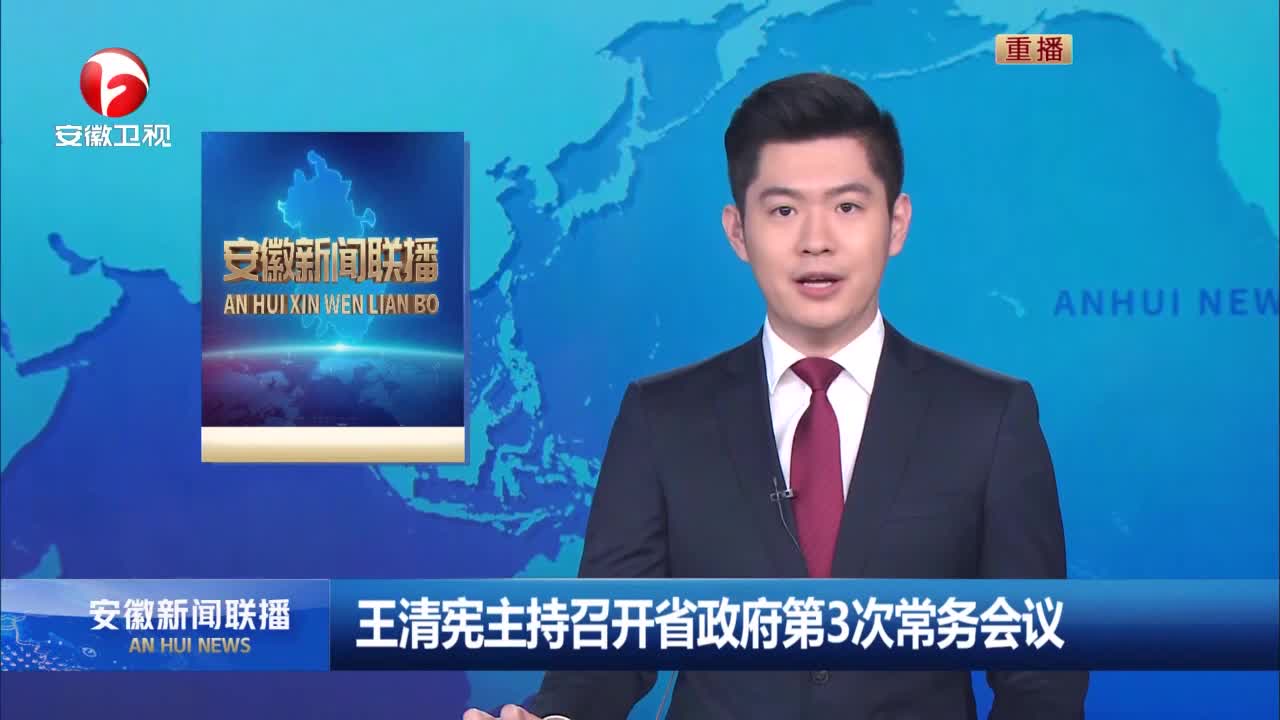 重播
安徽卫视
安徽新闻联播
AN HUI XIN WEN LIAN BO
ANHUI NEW
安徽新闻联播
AN HUI NEWS
王清宪主持召开省政府第3次常务会议